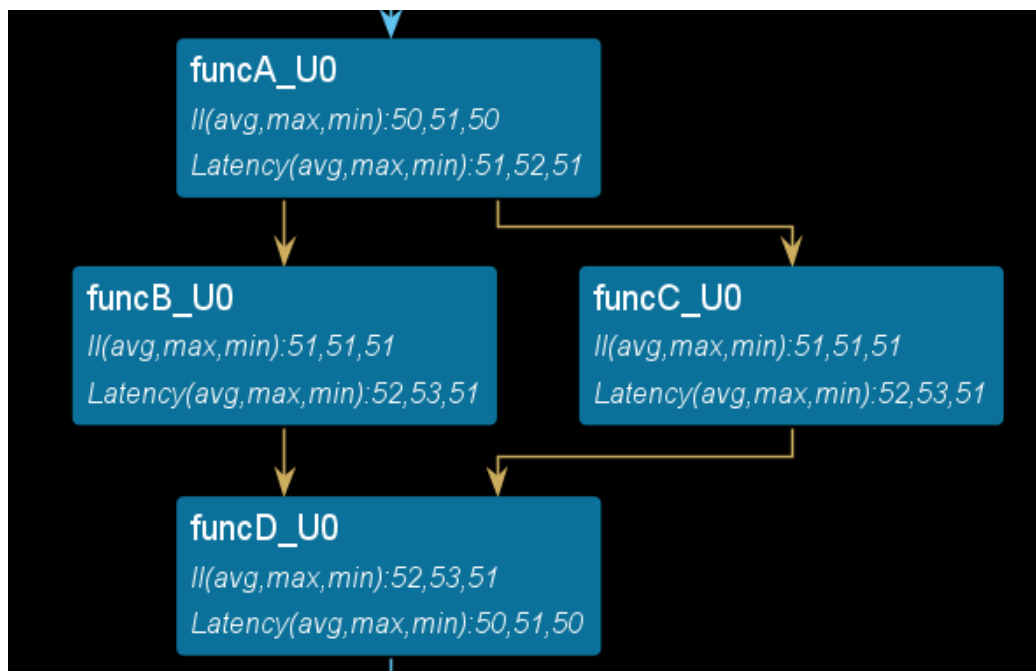 funcA_U0
II(avg,max,min):50,51,50
Latency(avg,max,min):51,52,51
funcB_U0
II(avg,max,min):51,51,51
Latency(avg,max,min):52,53,51
funcC_U0
II(avg,max,min):51,51,51
Latency(avg,max,min):52,53,51
funcD_U0
II(avg,max,min):52,53,51
Latency(avg,max,min):50,51,50